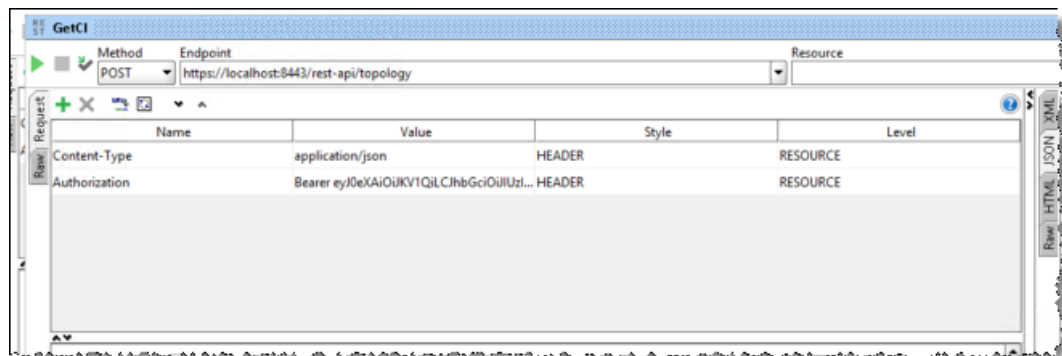 REST GetCI
Method Endpoint Resource
POST https://localhost:8443/rest-api/topology
Request
Raw
Name Value Style Level
Content-Type application/json HEADER RESOURCE
Authorization Bearer eyJ0eXAiOiJKV1QiLCJhbGciOiJIUzI... HEADER RESOURCE
XML
JSON
HTML
Raw